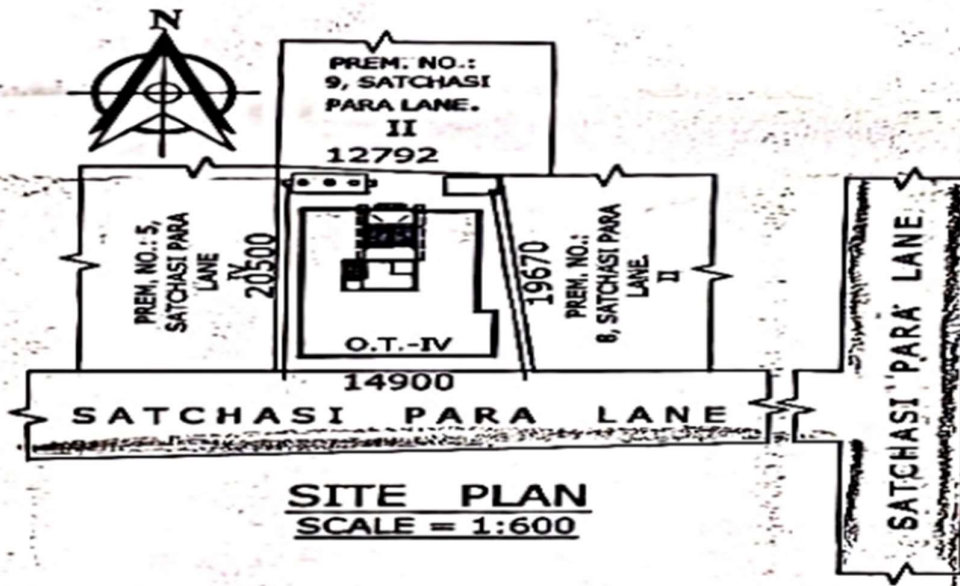 N
PREM. NO.:
9, SATCHASI
PARA LANE.
II
12792
PREM. NO.: 5,
SATCHASI PARA
LANE
IV
20500
19670
PREM. NO.:
8, SATCHASI PARA
LANE.
II
O.T.-IV
14900
SATCHASI PARA LANE
SATCHASI PARA LANE
SITE PLAN
SCALE = 1:600